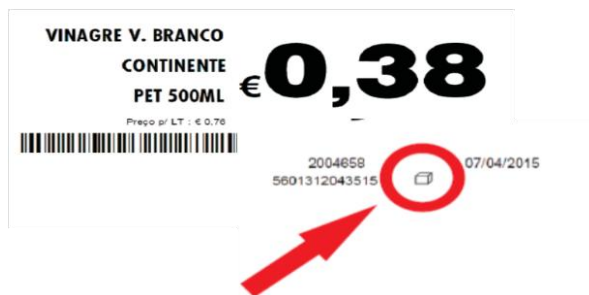 VINAGRE V. BRANCO
CONTINENTE
PET 500ML
€0,38
Preço p/ LT : € 0,76
2004658
07/04/2015
5601312043515